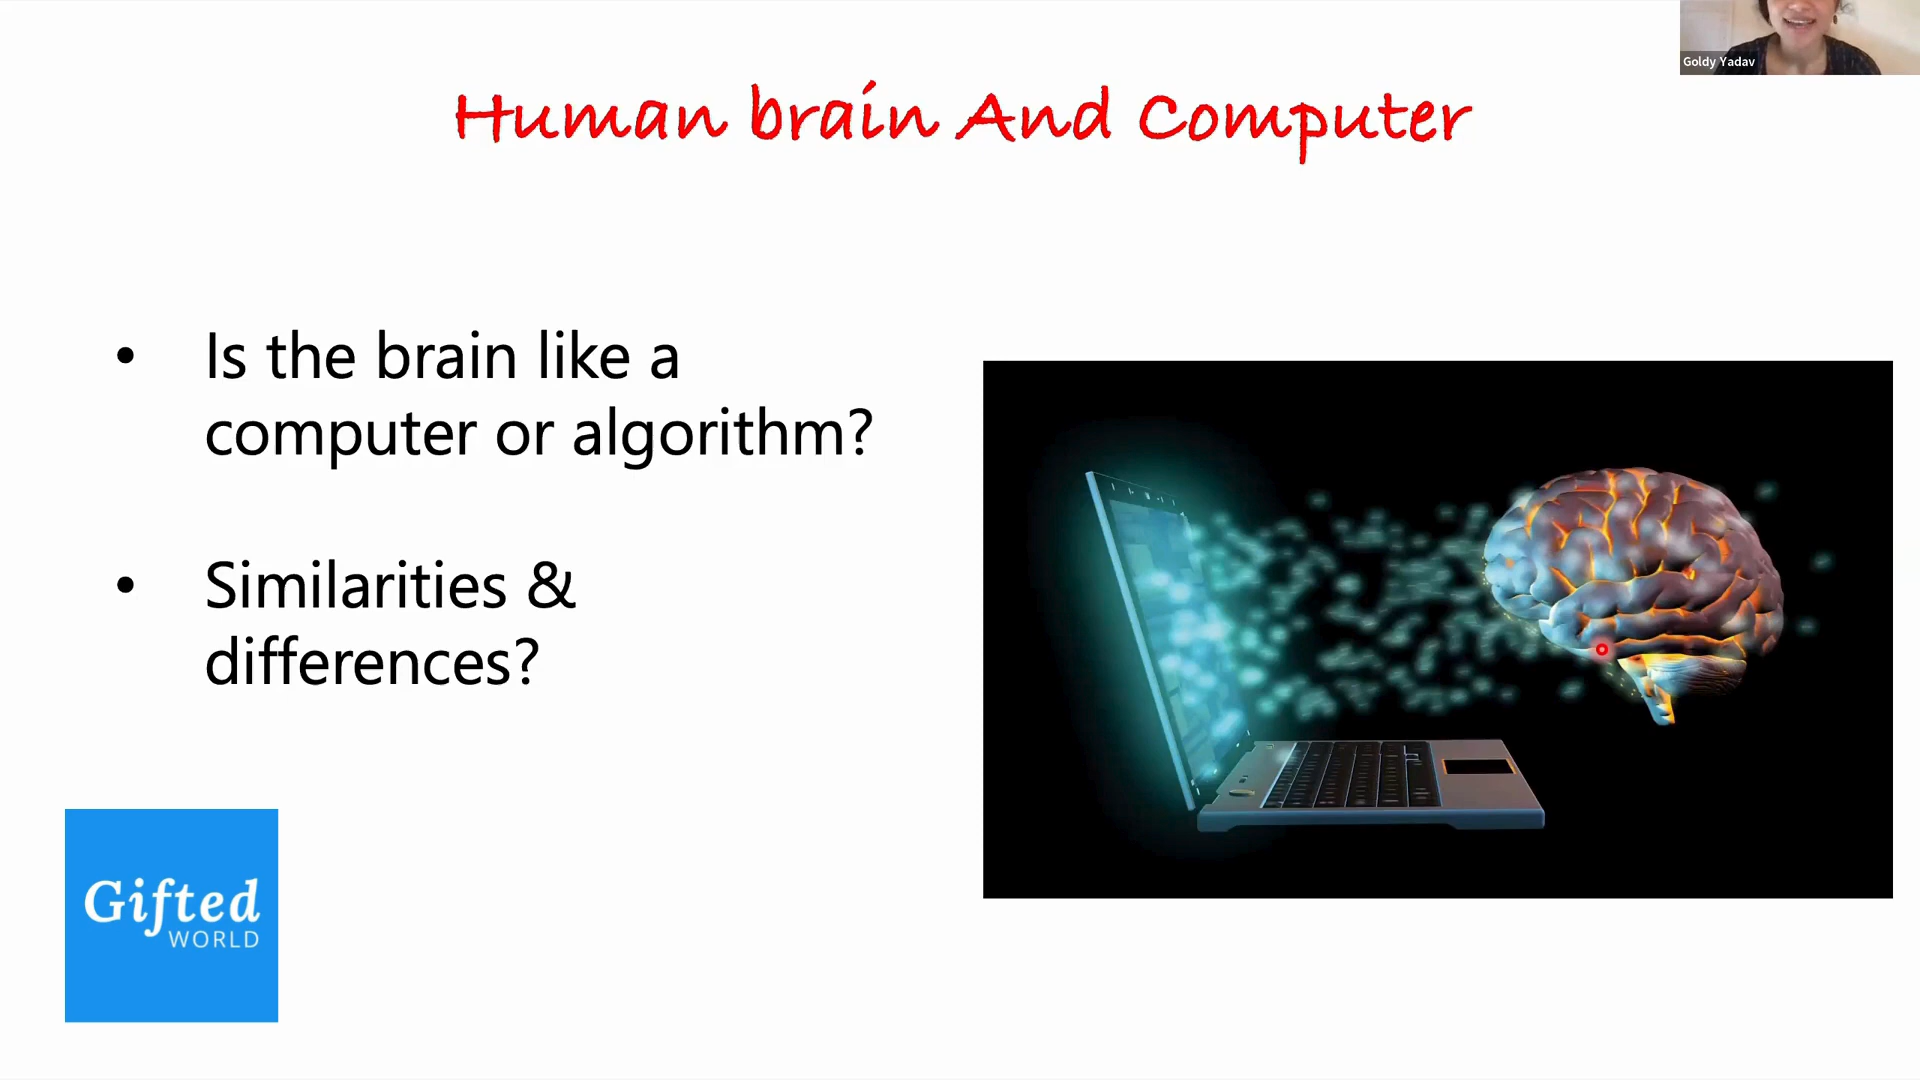 Goldy Yadav
Human brain And Computer
• Is the brain like a
computer or algorithm?
• Similarities &
differences?
Gifted
WORLD